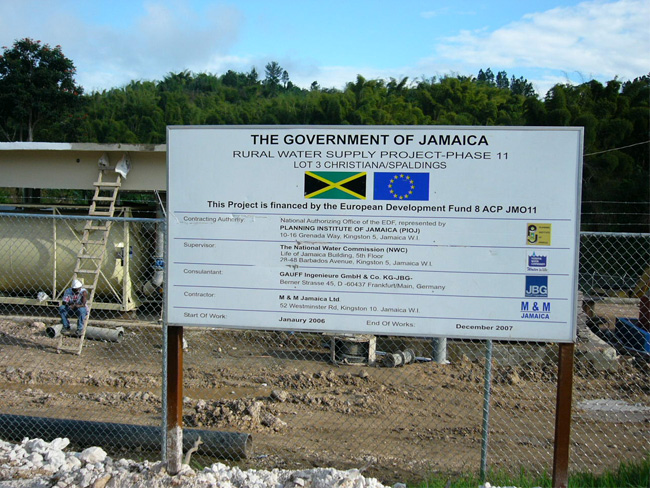 THE GOVERNMENT OF JAMAICA
RURAL WATER SUPPLY PROJECT-PHASE 11
LOT 3 CHRISTIANA/SPALDINGS
This Project is financed by the European Development Fund 8 ACP JMO11
Contracting Authority: National Authorizing Office of the EDF, represented by
PLANNING INSTITUTE OF JAMAICA (PIOJ)
10-16 Grenada Way, Kingston 5, Jamaica W.I.
Supervisor: The National Water Commission (NWC)
Life of Jamaica Building, 5th Floor
28-48 Barbados Avenue, Kingston 5, Jamaica W.I.
Consulatant: GAUFF Ingenieure GmbH & Co. KG-JBG-
Berner Strasse 45, D -60437 Frankfurt/Main, Germany
JBG
Contractor: M & M Jamaica Ltd
52 Westminster Rd, Kingston 10. Jamaica W.I.
M & M
JAMAICA
Start Of Work: Janaury 2006 End Of Works: December 2007